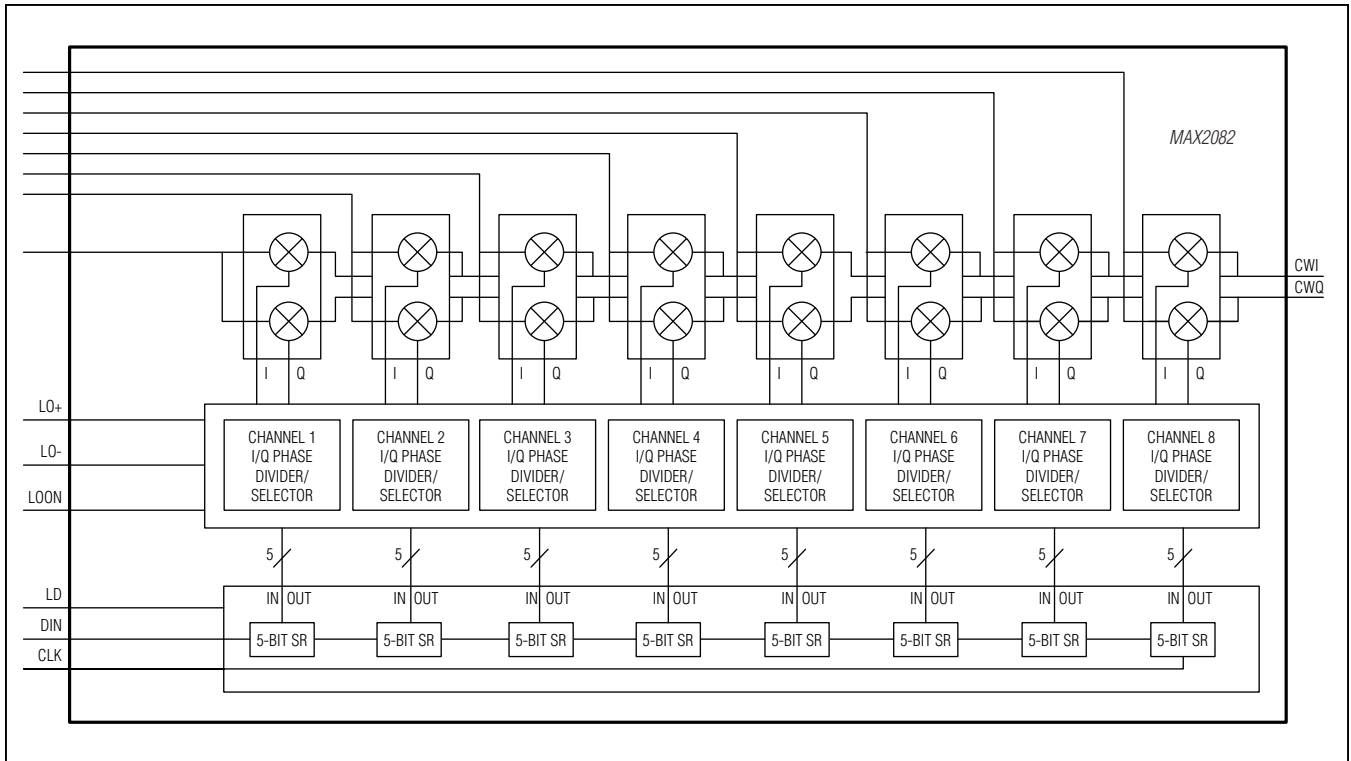 MAX2082
CWI
CWQ
I Q I Q I Q I Q I Q I Q I Q I Q
LO+
LO-
LOON
CHANNEL 1
I/Q PHASE
DIVIDER/
SELECTOR
CHANNEL 2
I/Q PHASE
DIVIDER/
SELECTOR
CHANNEL 3
I/Q PHASE
DIVIDER/
SELECTOR
CHANNEL 4
I/Q PHASE
DIVIDER/
SELECTOR
CHANNEL 5
I/Q PHASE
DIVIDER/
SELECTOR
CHANNEL 6
I/Q PHASE
DIVIDER/
SELECTOR
CHANNEL 7
I/Q PHASE
DIVIDER/
SELECTOR
CHANNEL 8
I/Q PHASE
DIVIDER/
SELECTOR
5 5 5 5 5 5 5 5
LD
IN OUT IN OUT IN OUT IN OUT IN OUT IN OUT IN OUT IN OUT
DIN
5-BIT SR 5-BIT SR 5-BIT SR 5-BIT SR 5-BIT SR 5-BIT SR 5-BIT SR 5-BIT SR
CLK